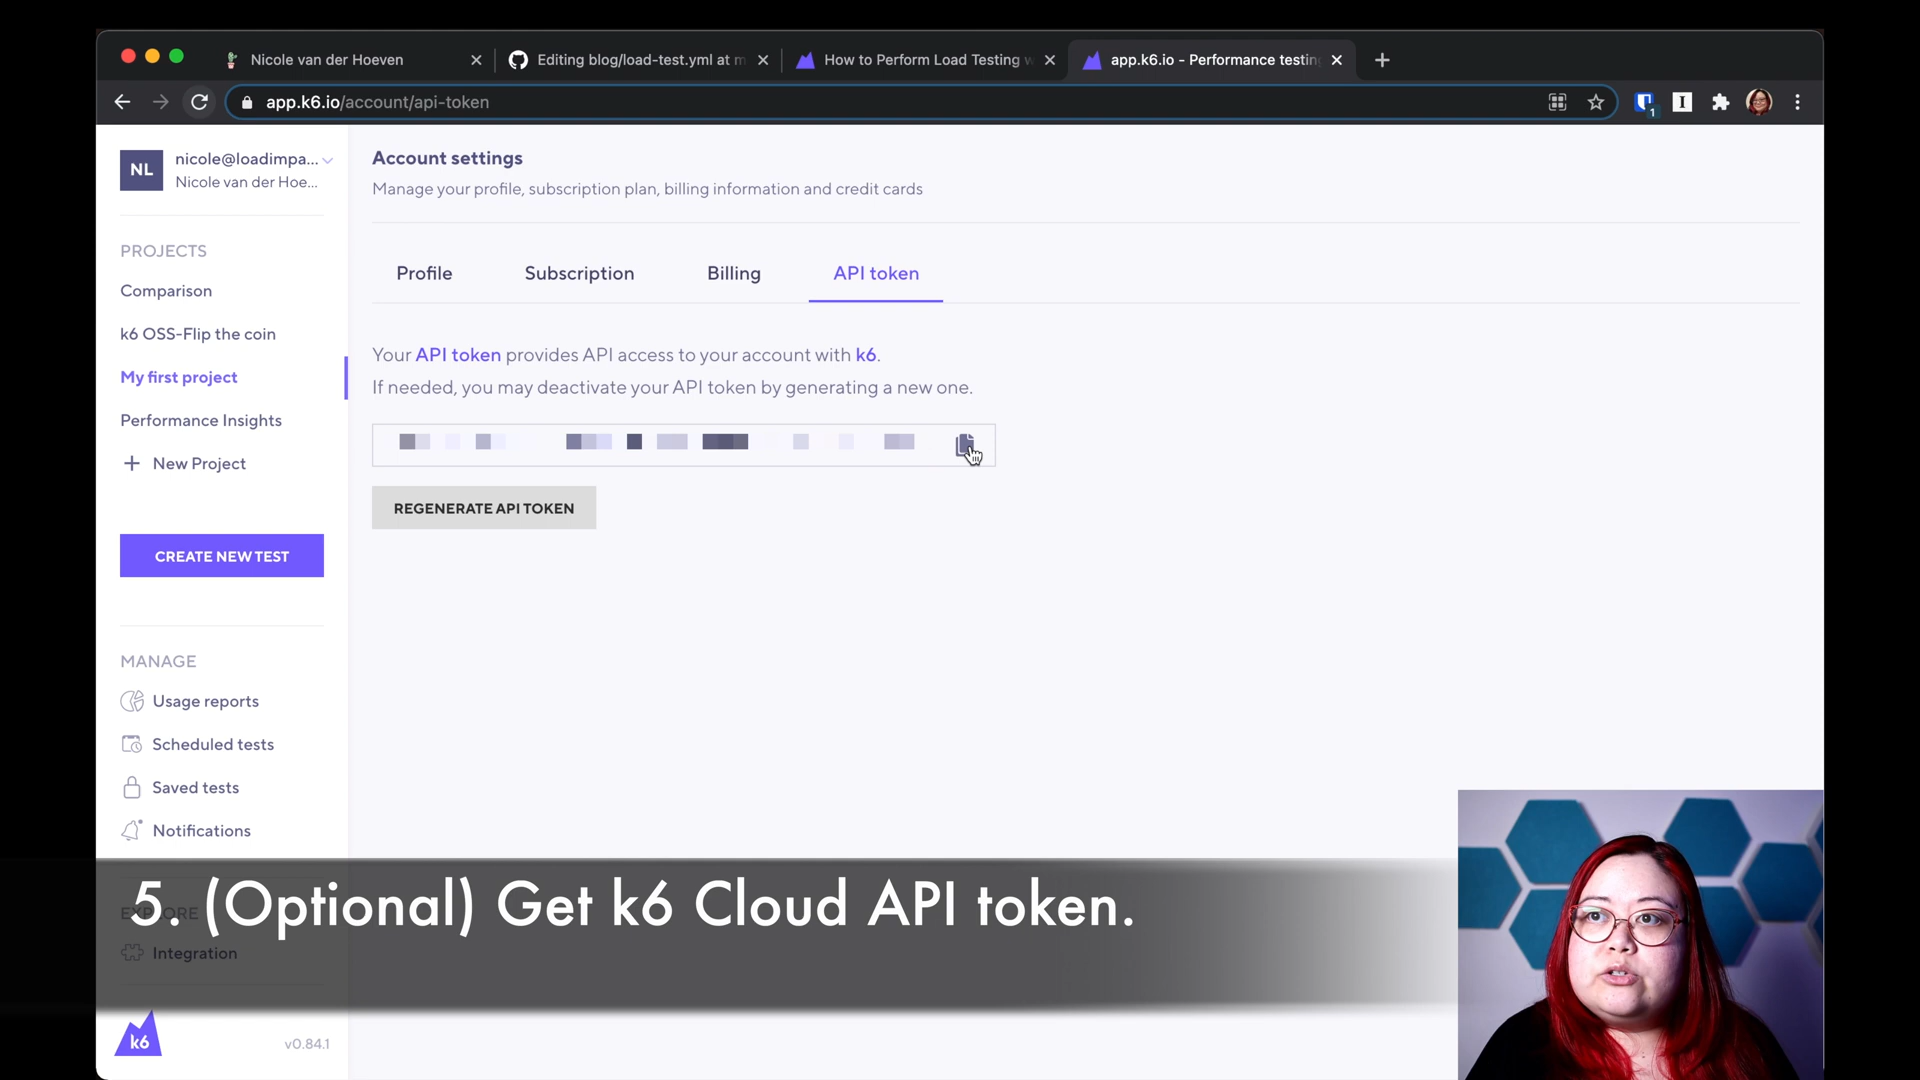 Nicole van der Hoeven
Editing blog/load-test.yml at m
How to Perform Load Testing w
app.k6.io - Performance testing
app.k6.io/account/api-token
1
NL
nicole@loadimpa...
Nicole van der Hoe...
PROJECTS
Comparison
k6 OSS-Flip the coin
My first project
Performance Insights
+ New Project
CREATE NEW TEST
MANAGE
Usage reports
Scheduled tests
Saved tests
Notifications
EXPLORE
Integration
k6
v0.84.1
Account settings
Manage your profile, subscription plan, billing information and credit cards
Profile
Subscription
Billing
API token
Your API token provides API access to your account with k6.
If needed, you may deactivate your API token by generating a new one.
REGENERATE API TOKEN
5. (Optional) Get k6 Cloud API token.